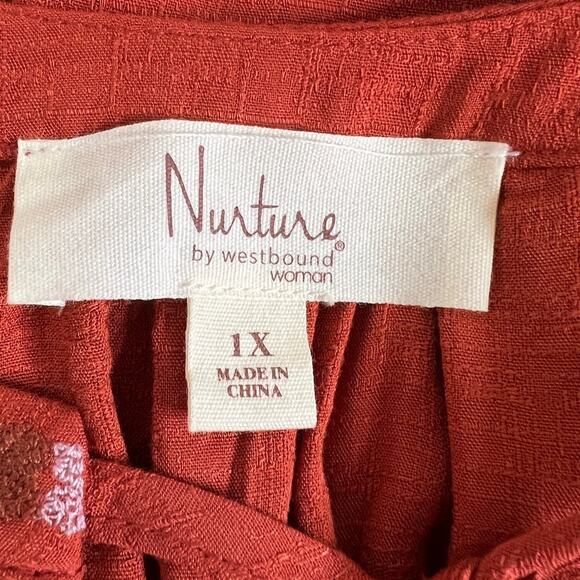 Nurture
by westbound®
woman
1X
MADE IN
CHINA